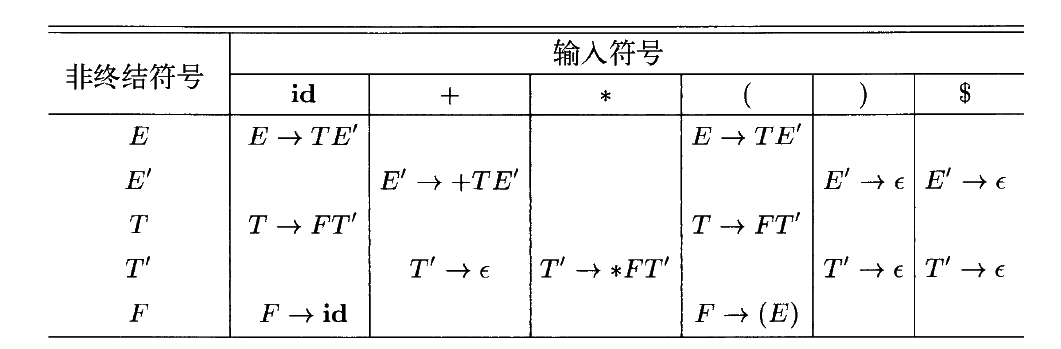 非终结符号 输入符号
id + * ( ) $
E E → TE′ E → TE′
E′ E′ → +TE′ E′ → ϵ E′ → ϵ
T T → FT′ T → FT′
T′ T′ → ϵ T′ → *FT′ T′ → ϵ T′ → ϵ
F F → id F → (E)